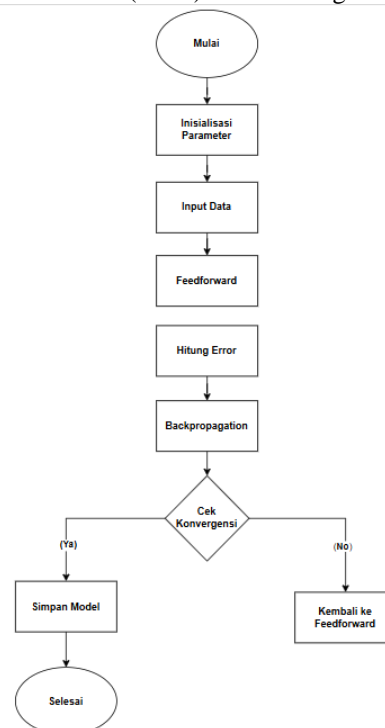 Mulai
Inisialisasi
Parameter
Input Data
Feedforward
Hitung Error
Backpropagation
Cek
Konvergensi
(Ya)
(No)
Simpan Model
Kembali ke
Feedforward
Selesai